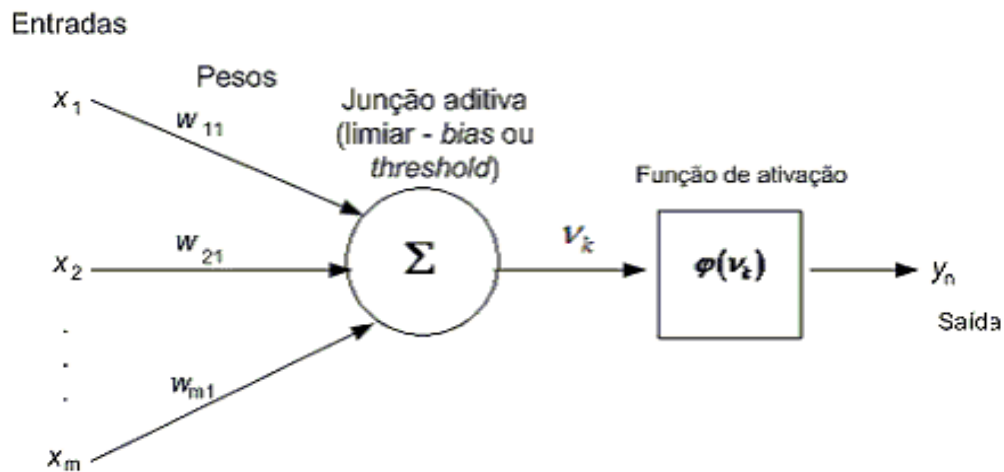 Entradas
Pesos
x1
w11
Junção aditiva
(limiar - bias ou
threshold)
Função de ativação
x2
w21
Σ
νk
φ(νk)
yn
Saída
.
.
.
wm1
xm